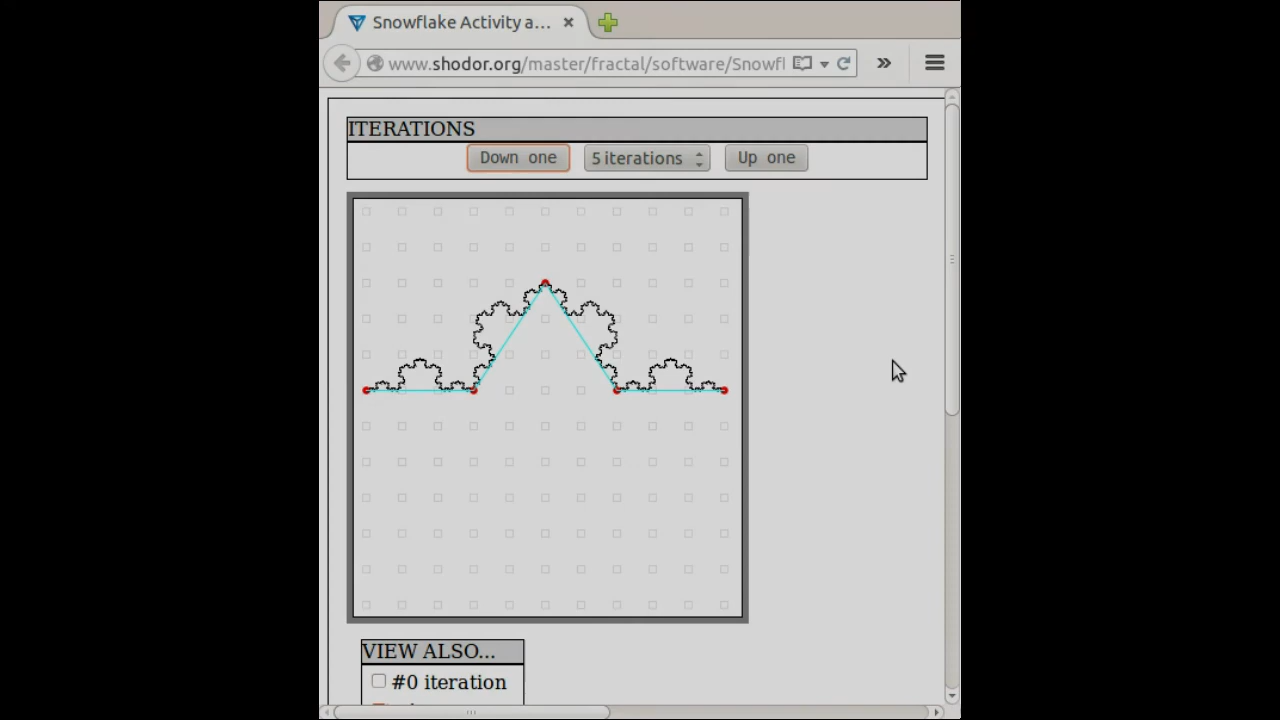 Snowflake Activity a...
www.shodor.org/master/fractal/software/Snowfl
ITERATIONS
Down one
5 iterations
Up one
VIEW ALSO...
#0 iteration